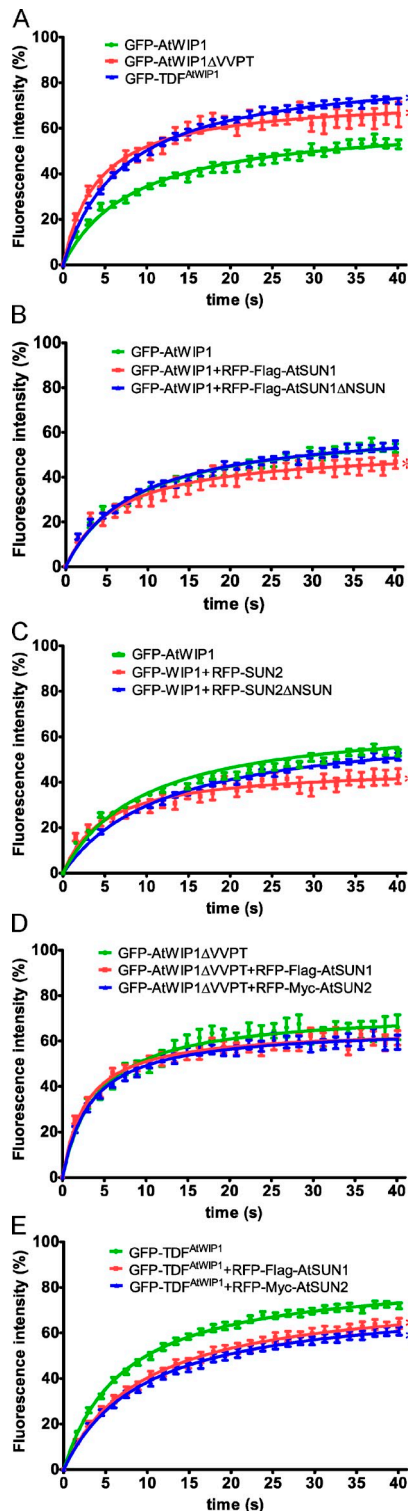 A
Fluorescence intensity (%)
100
80
60
40
20
0
GFP-AtWIP1
GFP-AtWIP1ΔVVPT
GFP-TDF^AtWIP1
*
*
0 5 10 15 20 25 30 35 40
time (s)
B
Fluorescence intensity (%)
100
80
60
40
20
0
GFP-AtWIP1
GFP-AtWIP1+RFP-Flag-AtSUN1
GFP-AtWIP1+RFP-Flag-AtSUN1ΔNSUN
*
0 5 10 15 20 25 30 35 40
time (s)
C
Fluorescence intensity (%)
100
80
60
40
20
0
GFP-AtWIP1
GFP-WIP1+RFP-SUN2
GFP-WIP1+RFP-SUN2ΔNSUN
*
0 5 10 15 20 25 30 35 40
time (s)
D
Fluorescence intensity (%)
100
80
60
40
20
0
GFP-AtWIP1ΔVVPT
GFP-AtWIP1ΔVVPT+RFP-Flag-AtSUN1
GFP-AtWIP1ΔVVPT+RFP-Myc-AtSUN2
0 5 10 15 20 25 30 35 40
time (s)
E
Fluorescence intensity (%)
100
80
60
40
20
0
GFP-TDF^AtWIP1
GFP-TDF^AtWIP1+RFP-Flag-AtSUN1
GFP-TDF^AtWIP1+RFP-Myc-AtSUN2
*
*
0 5 10 15 20 25 30 35 40
time (s)